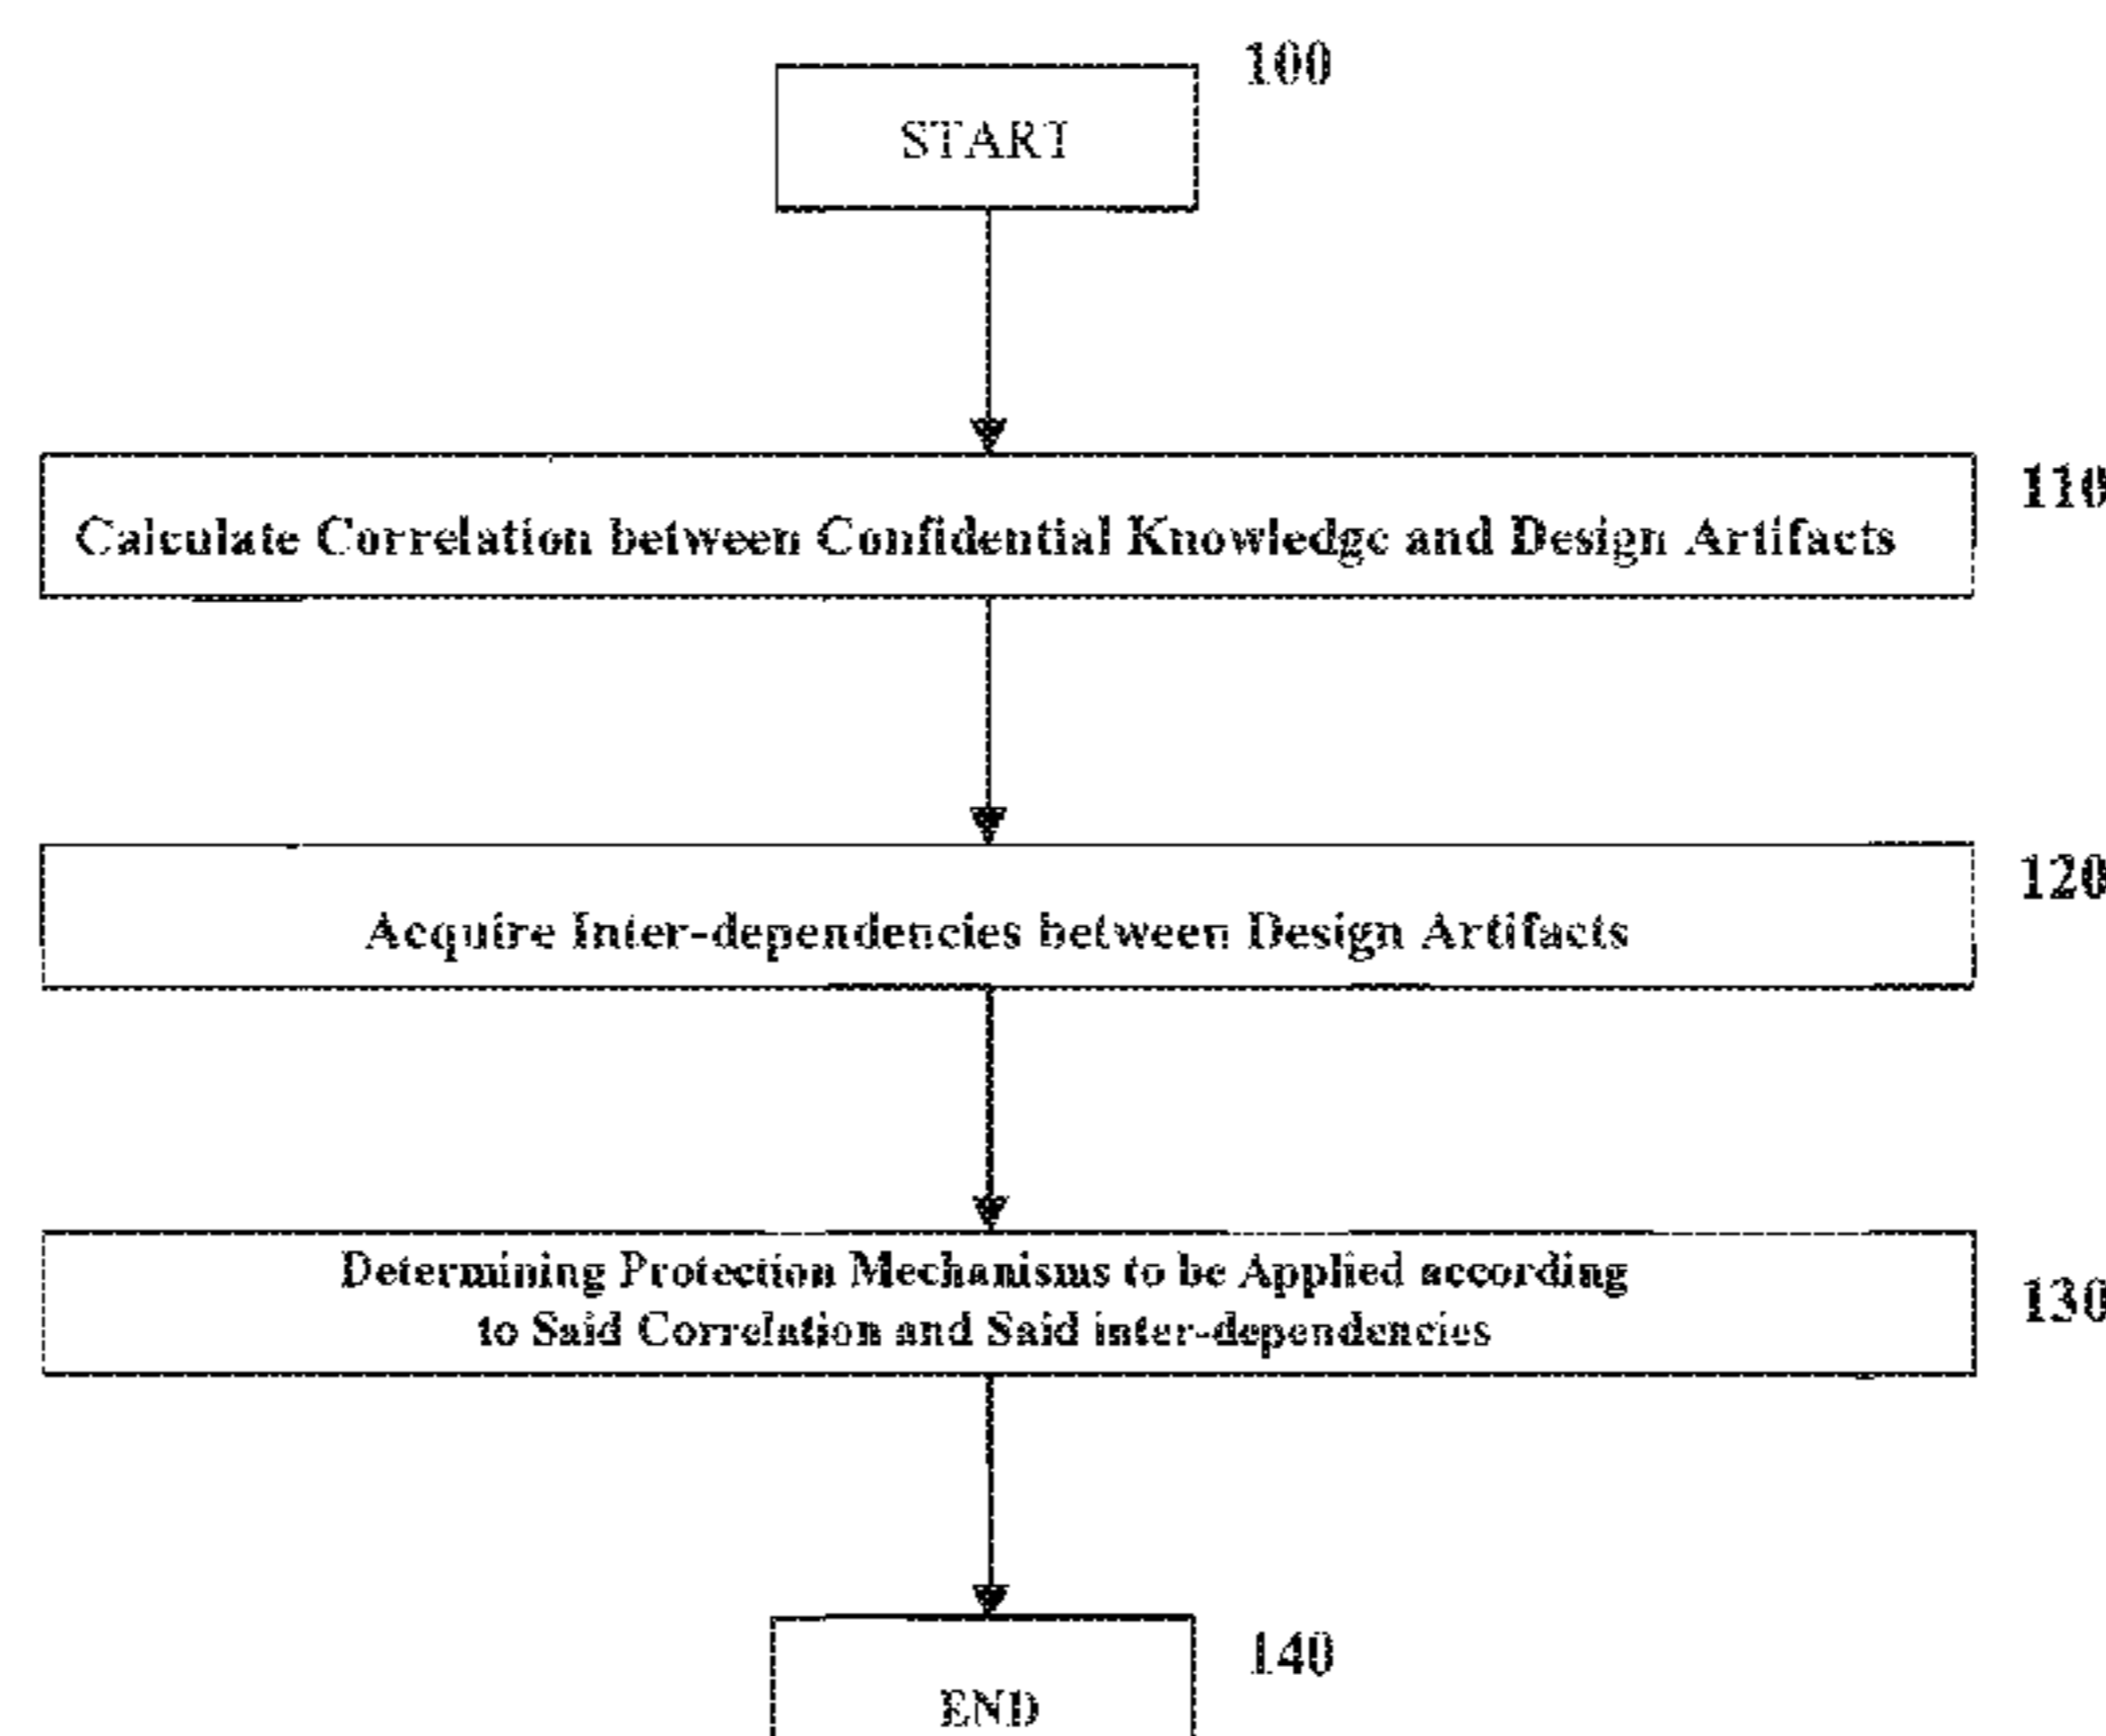 100
START
110
Calculate Correlation between Confidential Knowledge and Design Artifacts
120
Acquire Inter-dependencies between Design Artifacts
Determining Protection Mechanisms to be Applied according
130
to Said Correlation and Said inter-dependencies
140
END